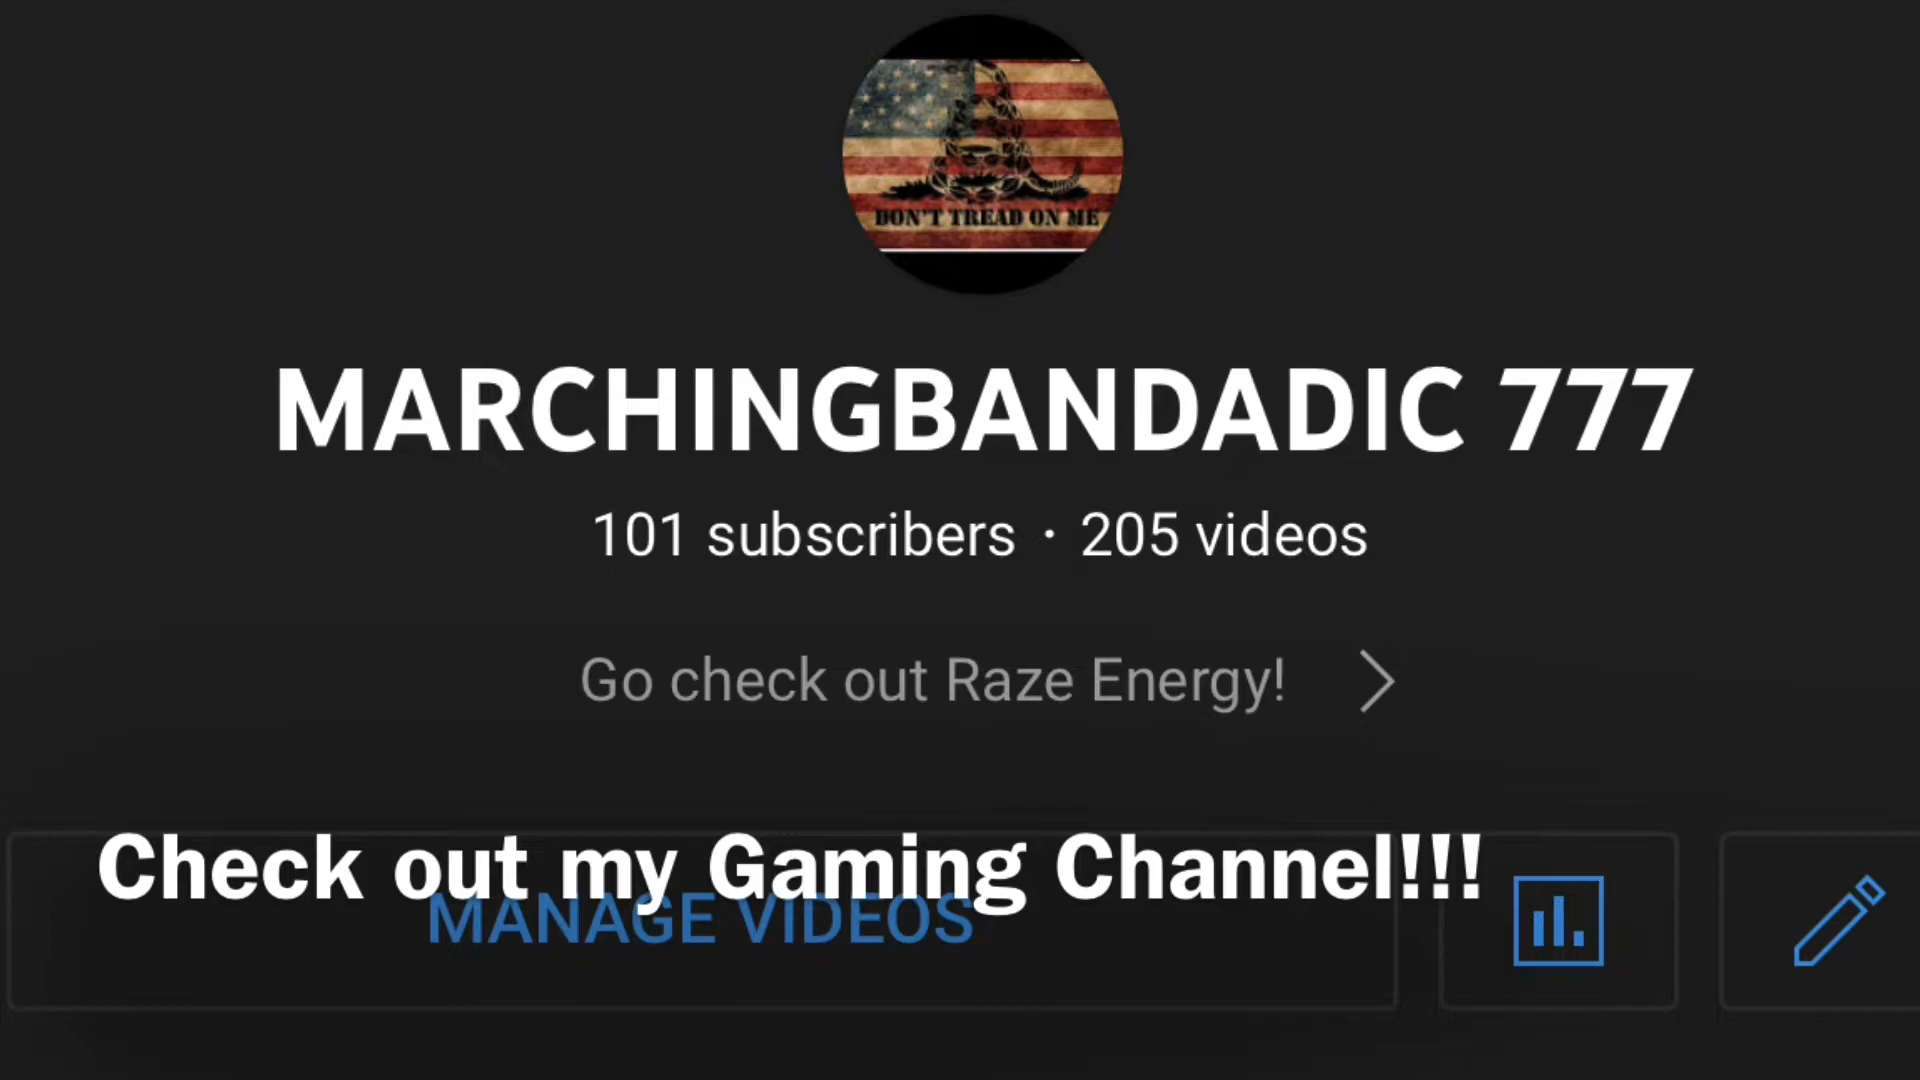 DON'T TREAD ON ME
MARCHINGBANDADIC 777
101 subscribers · 205 videos
Go check out Raze Energy!
Check out my Gaming Channel!!!
MANAGE VIDEOS